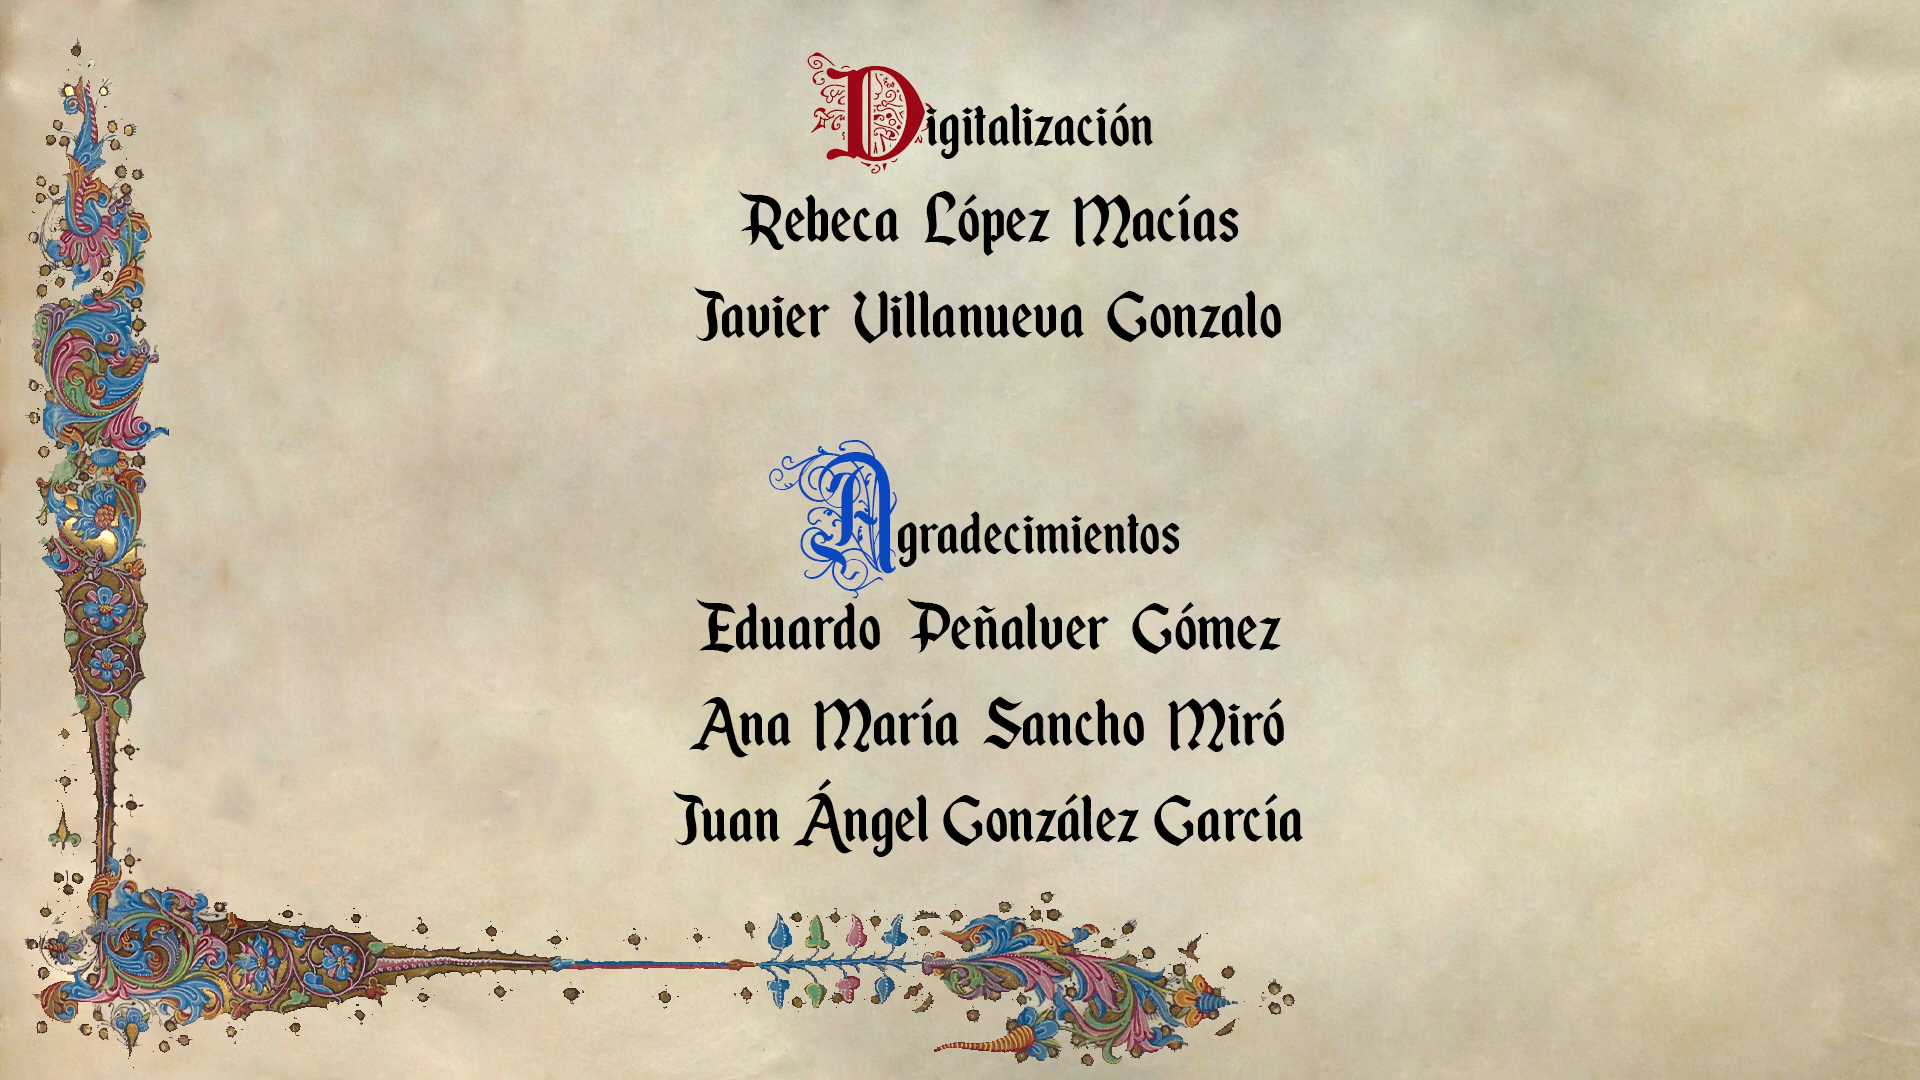 Digitalización
Rebeca López Macías
Javier Villanueva Gonzalo
Agradecimientos
Eduardo Peñalver Gómez
Ana María Sancho Miró
Juan Ángel González García